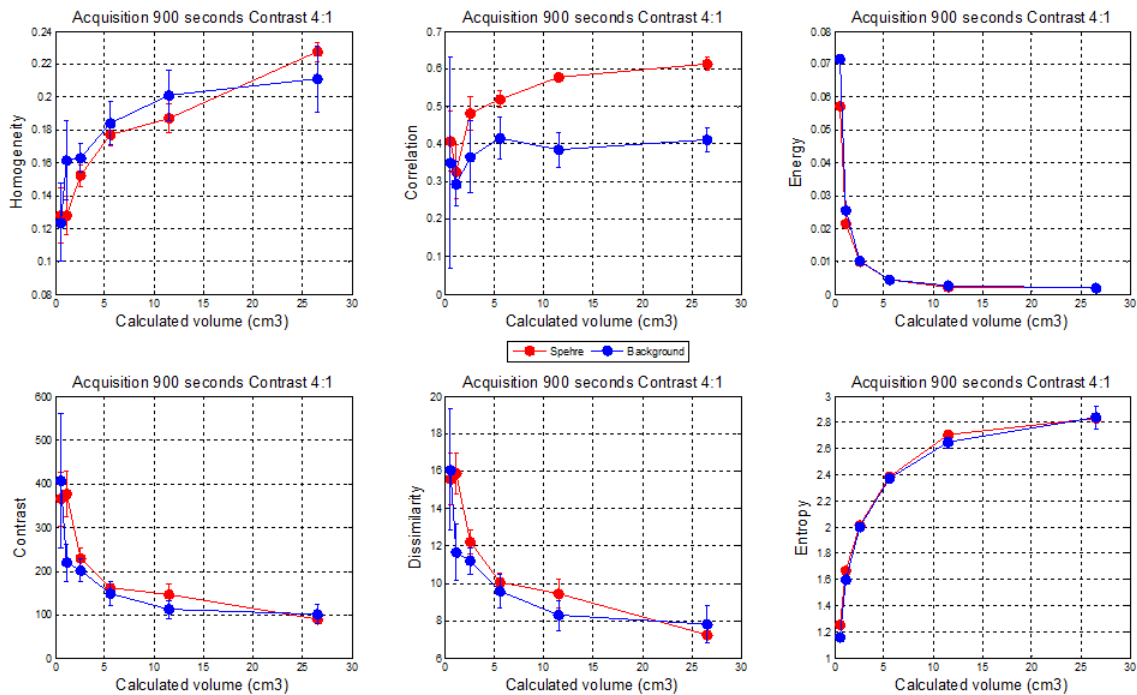 Acquisition 900 seconds Contrast 4:1
Homogeneity
0.24
0.22
0.2
0.18
0.16
0.14
0.12
0.1
0.08
0 5 10 15 20 25 30
Calculated volume (cm3)
Acquisition 900 seconds Contrast 4:1
Correlation
0.7
0.6
0.5
0.4
0.3
0.2
0.1
0
0 5 10 15 20 25 30
Calculated volume (cm3)
Acquisition 900 seconds Contrast 4:1
Energy
0.08
0.07
0.06
0.05
0.04
0.03
0.02
0.01
0
0 5 10 15 20 25 30
Calculated volume (cm3)
Spehre Background
Acquisition 900 seconds Contrast 4:1
Contrast
600
500
400
300
200
100
0
0 5 10 15 20 25 30
Calculated volume (cm3)
Acquisition 900 seconds Contrast 4:1
Dissimilarity
20
18
16
14
12
10
8
6
0 5 10 15 20 25 30
Calculated volume (cm3)
Acquisition 900 seconds Contrast 4:1
Entropy
3
2.8
2.6
2.4
2.2
2
1.8
1.6
1.4
1.2
1
0 5 10 15 20 25 30
Calculated volume (cm3)